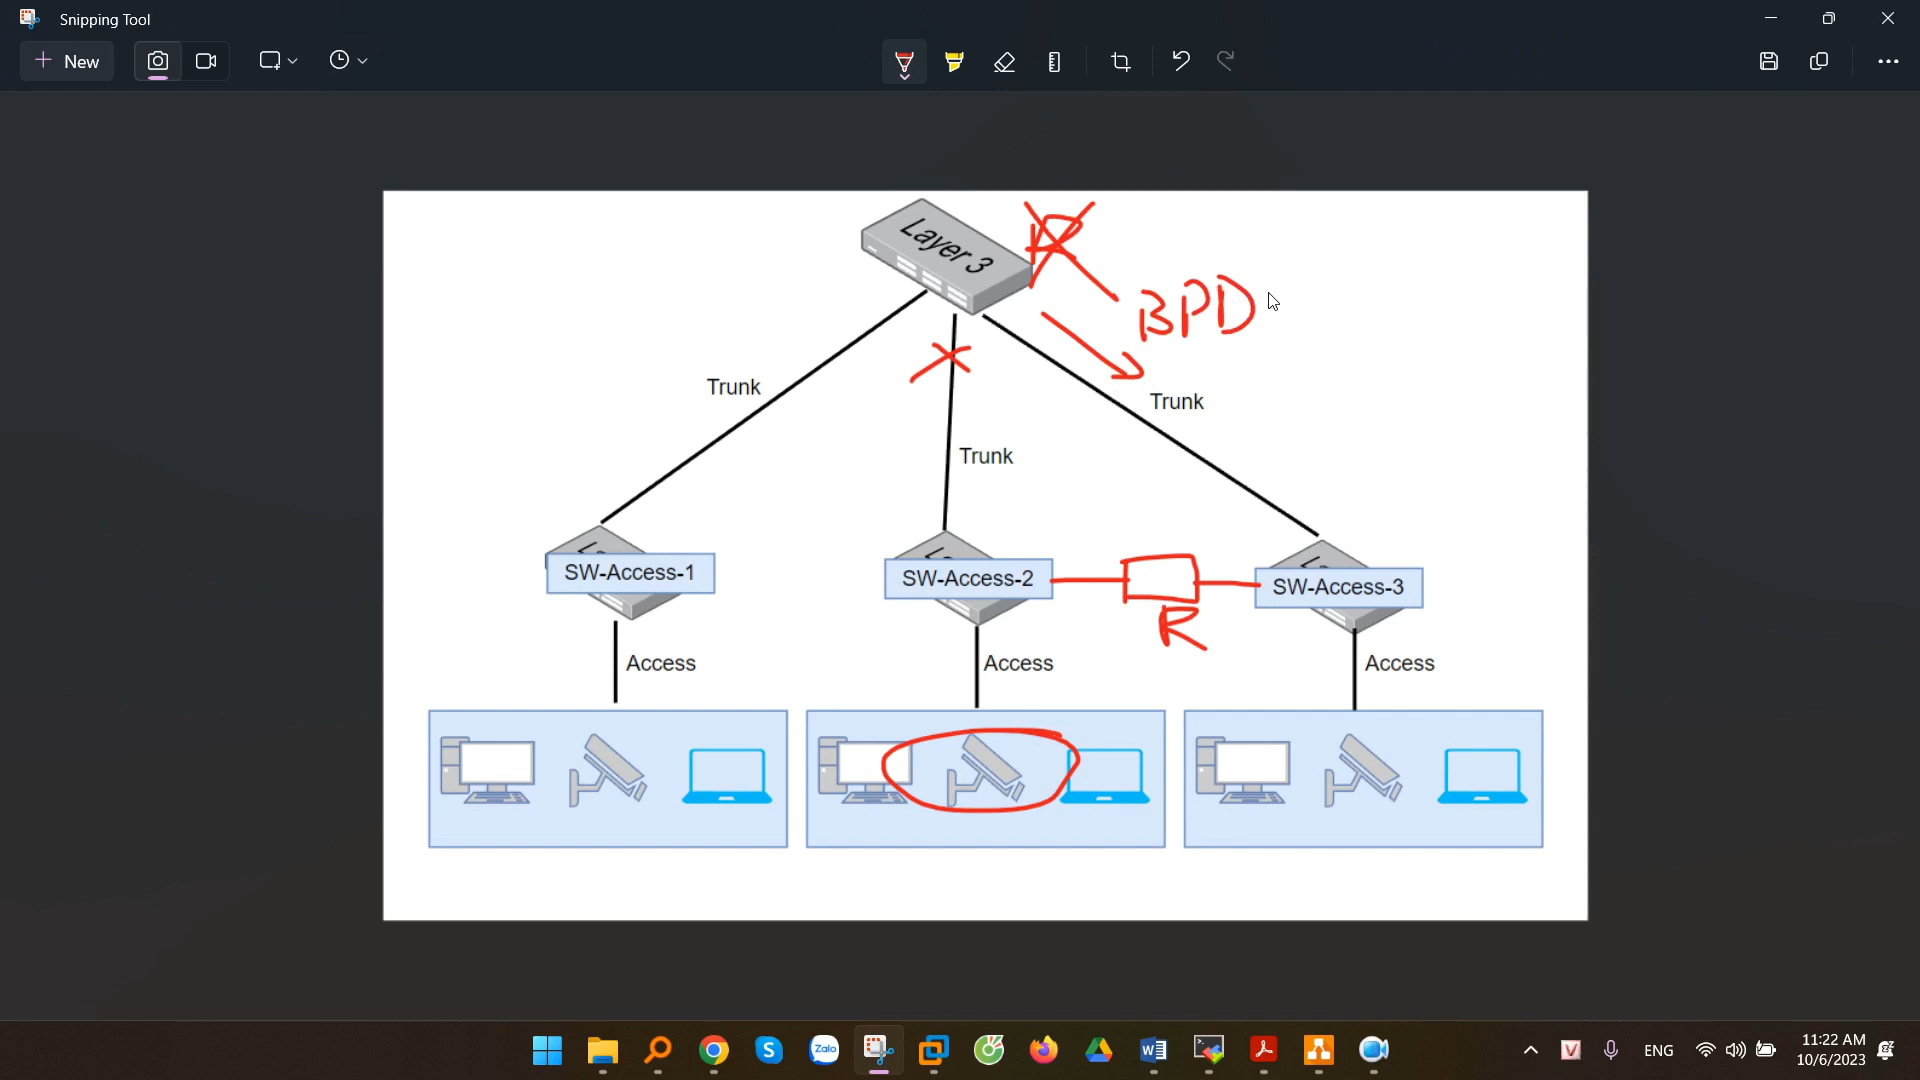 Snipping Tool
New
Layer 3
BPD
Trunk
Trunk
Trunk
SW-Access-1
SW-Access-2
SW-Access-3
R
Access
Access
Access
Zalo
ENG
11:22 AM
10/6/2023